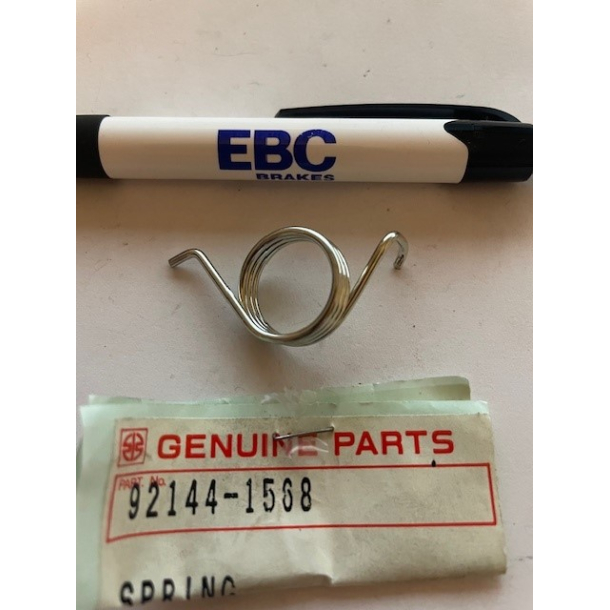 EBC
BRAKES
GENUINE PARTS
PART No.
92144-1568
SPRING